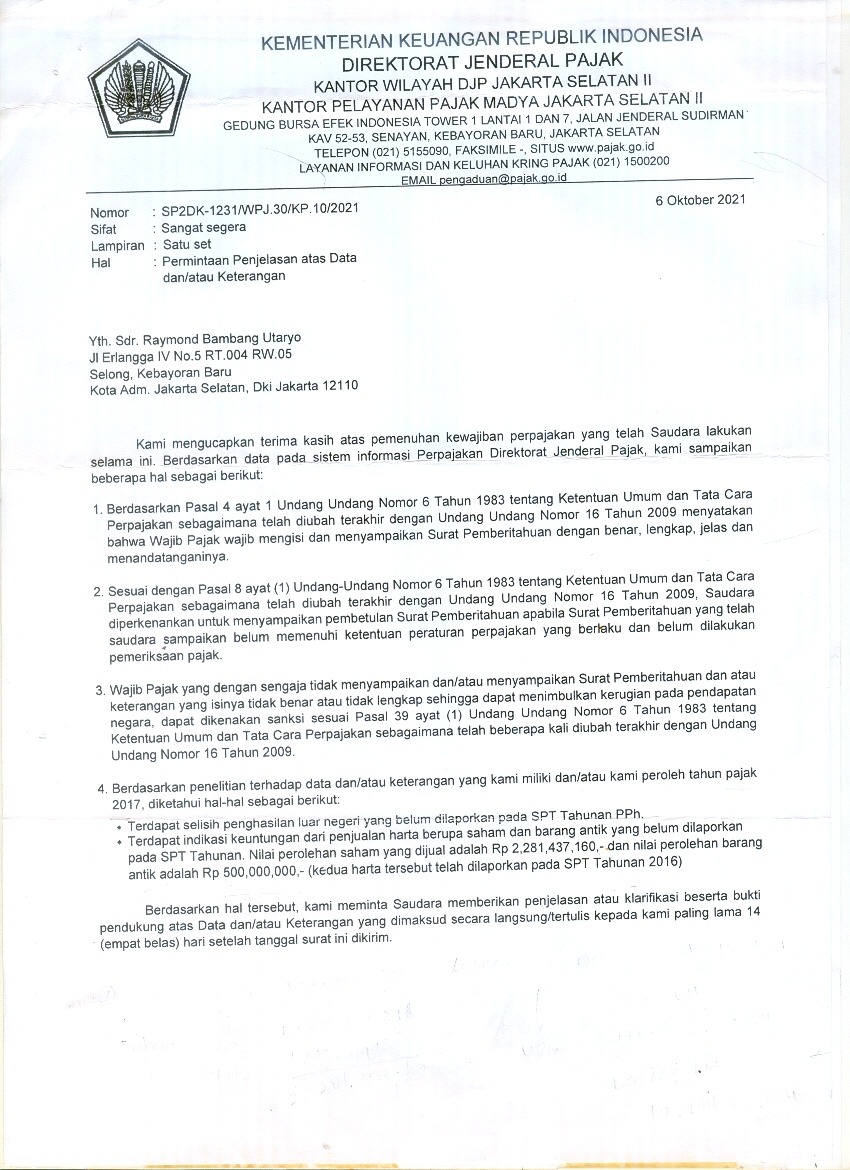 KEMENTERIAN KEUANGAN REPUBLIK INDONESIA
DIREKTORAT JENDERAL PAJAK
KANTOR WILAYAH DJP JAKARTA SELATAN II
KANTOR PELAYANAN PAJAK MADYA JAKARTA SELATAN II
GEDUNG BURSA EFEK INDONESIA TOWER 1 LANTAI 1 DAN 7, JALAN JENDERAL SUDIRMAN
KAV 52-53, SENAYAN, KEBAYORAN BARU, JAKARTA SELATAN
TELEPON (021) 5155090, FAKSIMILE -, SITUS www.pajak.go.id
LAYANAN INFORMASI DAN KELUHAN KRING PAJAK (021) 1500200
EMAIL pengaduan@pajak.go.id
6 Oktober 2021
Nomor : SP2DK-1231/WPJ.30/KP.10/2021
Sifat : Sangat segera
Lampiran : Satu set
Hal : Permintaan Penjelasan atas Data
dan/atau Keterangan
Yth. Sdr. Raymond Bambang Utaryo
Jl Erlangga IV No.5 RT.004 RW.05
Selong, Kebayoran Baru
Kota Adm. Jakarta Selatan, Dki Jakarta 12110
Kami mengucapkan terima kasih atas pemenuhan kewajiban perpajakan yang telah Saudara lakukan
selama ini. Berdasarkan data pada sistem informasi Perpajakan Direktorat Jenderal Pajak, kami sampaikan
beberapa hal sebagai berikut:
1. Berdasarkan Pasal 4 ayat 1 Undang Undang Nomor 6 Tahun 1983 tentang Ketentuan Umum dan Tata Cara
Perpajakan sebagaimana telah diubah terakhir dengan Undang Undang Nomor 16 Tahun 2009 menyatakan
bahwa Wajib Pajak wajib mengisi dan menyampaikan Surat Pemberitahuan dengan benar, lengkap, jelas dan
menandatanganinya.
2. Sesuai dengan Pasal 8 ayat (1) Undang-Undang Nomor 6 Tahun 1983 tentang Ketentuan Umum dan Tata Cara
Perpajakan sebagaimana telah diubah terakhir dengan Undang Undang Nomor 16 Tahun 2009, Saudara
diperkenankan untuk menyampaikan pembetulan Surat Pemberitahuan apabila Surat Pemberitahuan yang telah
saudara sampaikan belum memenuhi ketentuan peraturan perpajakan yang berlaku dan belum dilakukan
pemeriksaan pajak.
3. Wajib Pajak yang dengan sengaja tidak menyampaikan dan/atau menyampaikan Surat Pemberitahuan dan atau
keterangan yang isinya tidak benar atau tidak lengkap sehingga dapat menimbulkan kerugian pada pendapatan
negara, dapat dikenakan sanksi sesuai Pasal 39 ayat (1) Undang Undang Nomor 6 Tahun 1983 tentang
Ketentuan Umum dan Tata Cara Perpajakan sebagaimana telah beberapa kali diubah terakhir dengan Undang
Undang Nomor 16 Tahun 2009.
4. Berdasarkan penelitian terhadap data dan/atau keterangan yang kami miliki dan/atau kami peroleh tahun pajak
2017, diketahui hal-hal sebagai berikut:
• Terdapat selisih penghasilan luar negeri yang belum dilaporkan pada SPT Tahunan PPh.
• Terdapat indikasi keuntungan dari penjualan harta berupa saham dan barang antik yang belum dilaporkan
pada SPT Tahunan. Nilai perolehan saham yang dijual adalah Rp 2,281,437,160,- dan nilai perolehan barang
antik adalah Rp 500,000,000,- (kedua harta tersebut telah dilaporkan pada SPT Tahunan 2016)
Berdasarkan hal tersebut, kami meminta Saudara memberikan penjelasan atau klarifikasi beserta bukti
pendukung atas Data dan/atau Keterangan yang dimaksud secara langsung/tertulis kepada kami paling lama 14
(empat belas) hari setelah tanggal surat ini dikirim.